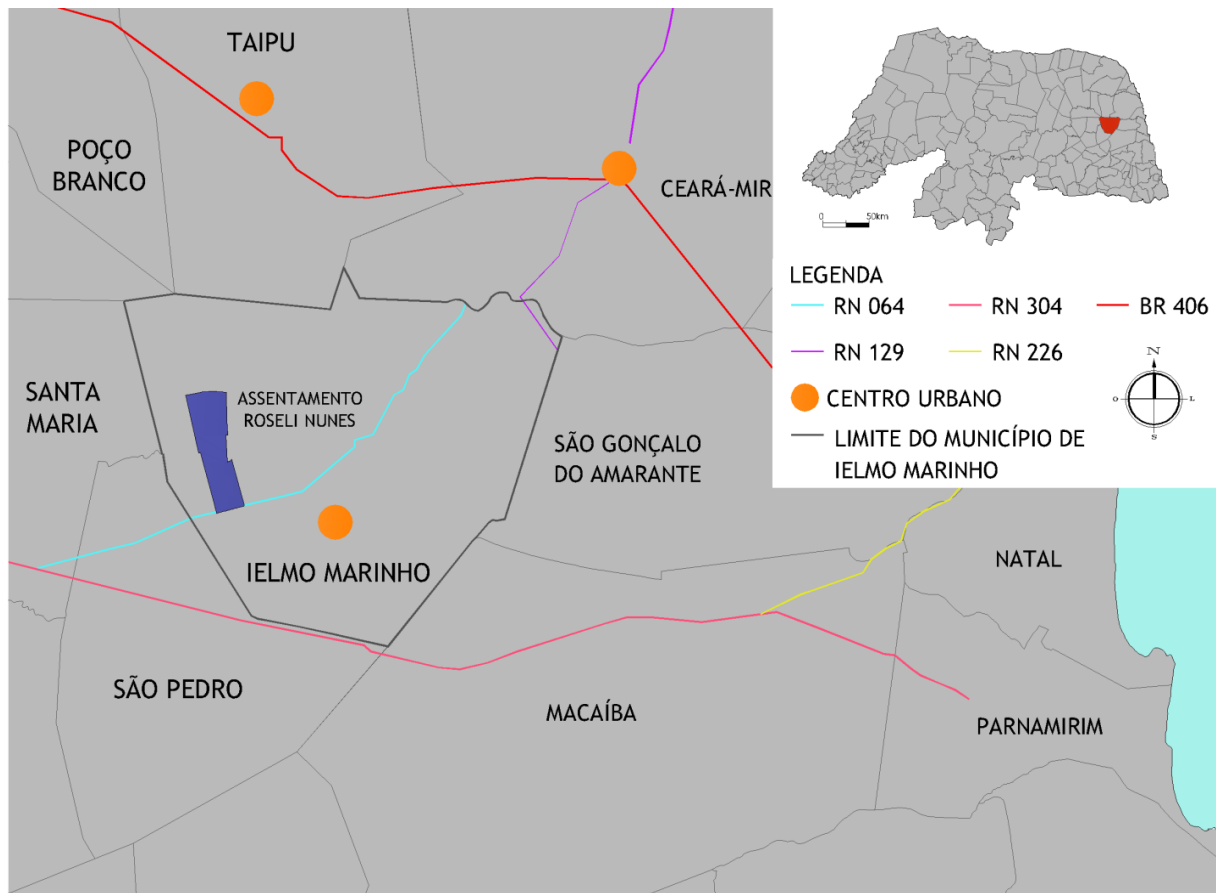 TAIPU
POÇO
BRANCO
CEARÁ-MIR
SANTA
MARIA
ASSENTAMENTO
ROSELI NUNES
SÃO GONÇALO
DO AMARANTE
IELMO MARINHO
NATAL
SÃO PEDRO
MACAÍBA
PARNAMIRIM
0 50km
LEGENDA
RN 064 RN 304 BR 406
RN 129 RN 226
CENTRO URBANO
LIMITE DO MUNICÍPIO DE
IELMO MARINHO
N
O L
S